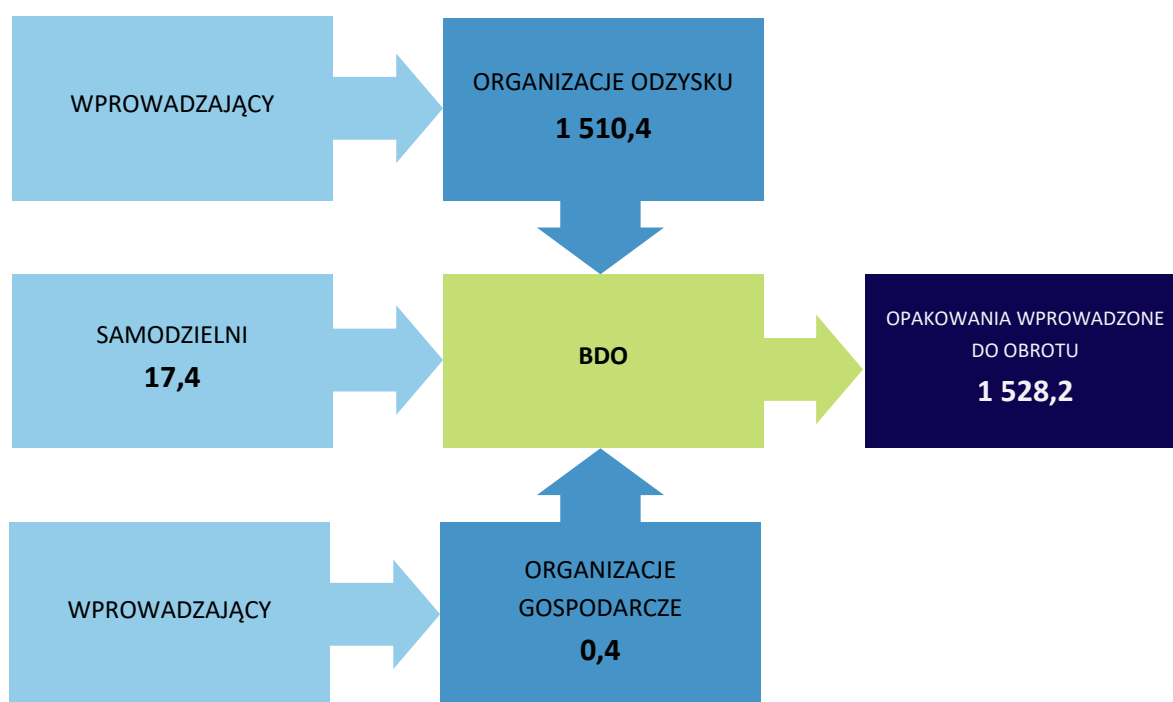 WPROWADZAJĄCY
ORGANIZACJE ODZYSKU
1 510,4
SAMODZIELNI
17,4
BDO
OPAKOWANIA WPROWADZONE
DO OBROTU
1 528,2
WPROWADZAJĄCY
ORGANIZACJE
GOSPODARCZE
0,4